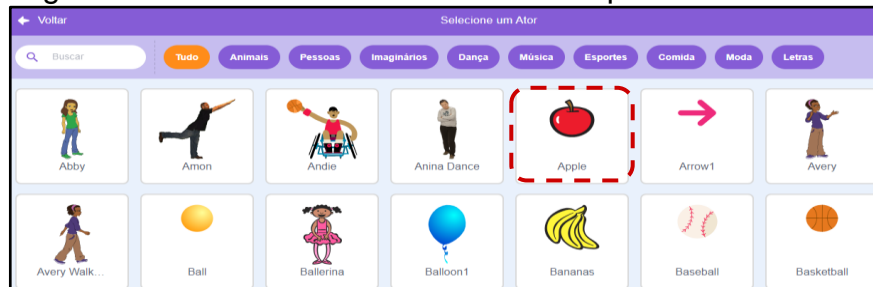 Voltar
Selecione um Ator
Buscar
Tudo
Animais
Pessoas
Imaginários
Dança
Música
Esportes
Comida
Moda
Letras
Abby
Amon
Andie
Anina Dance
Apple
Arrow1
Avery
Avery Walk...
Ball
Ballerina
Balloon1
Bananas
Baseball
Basketball